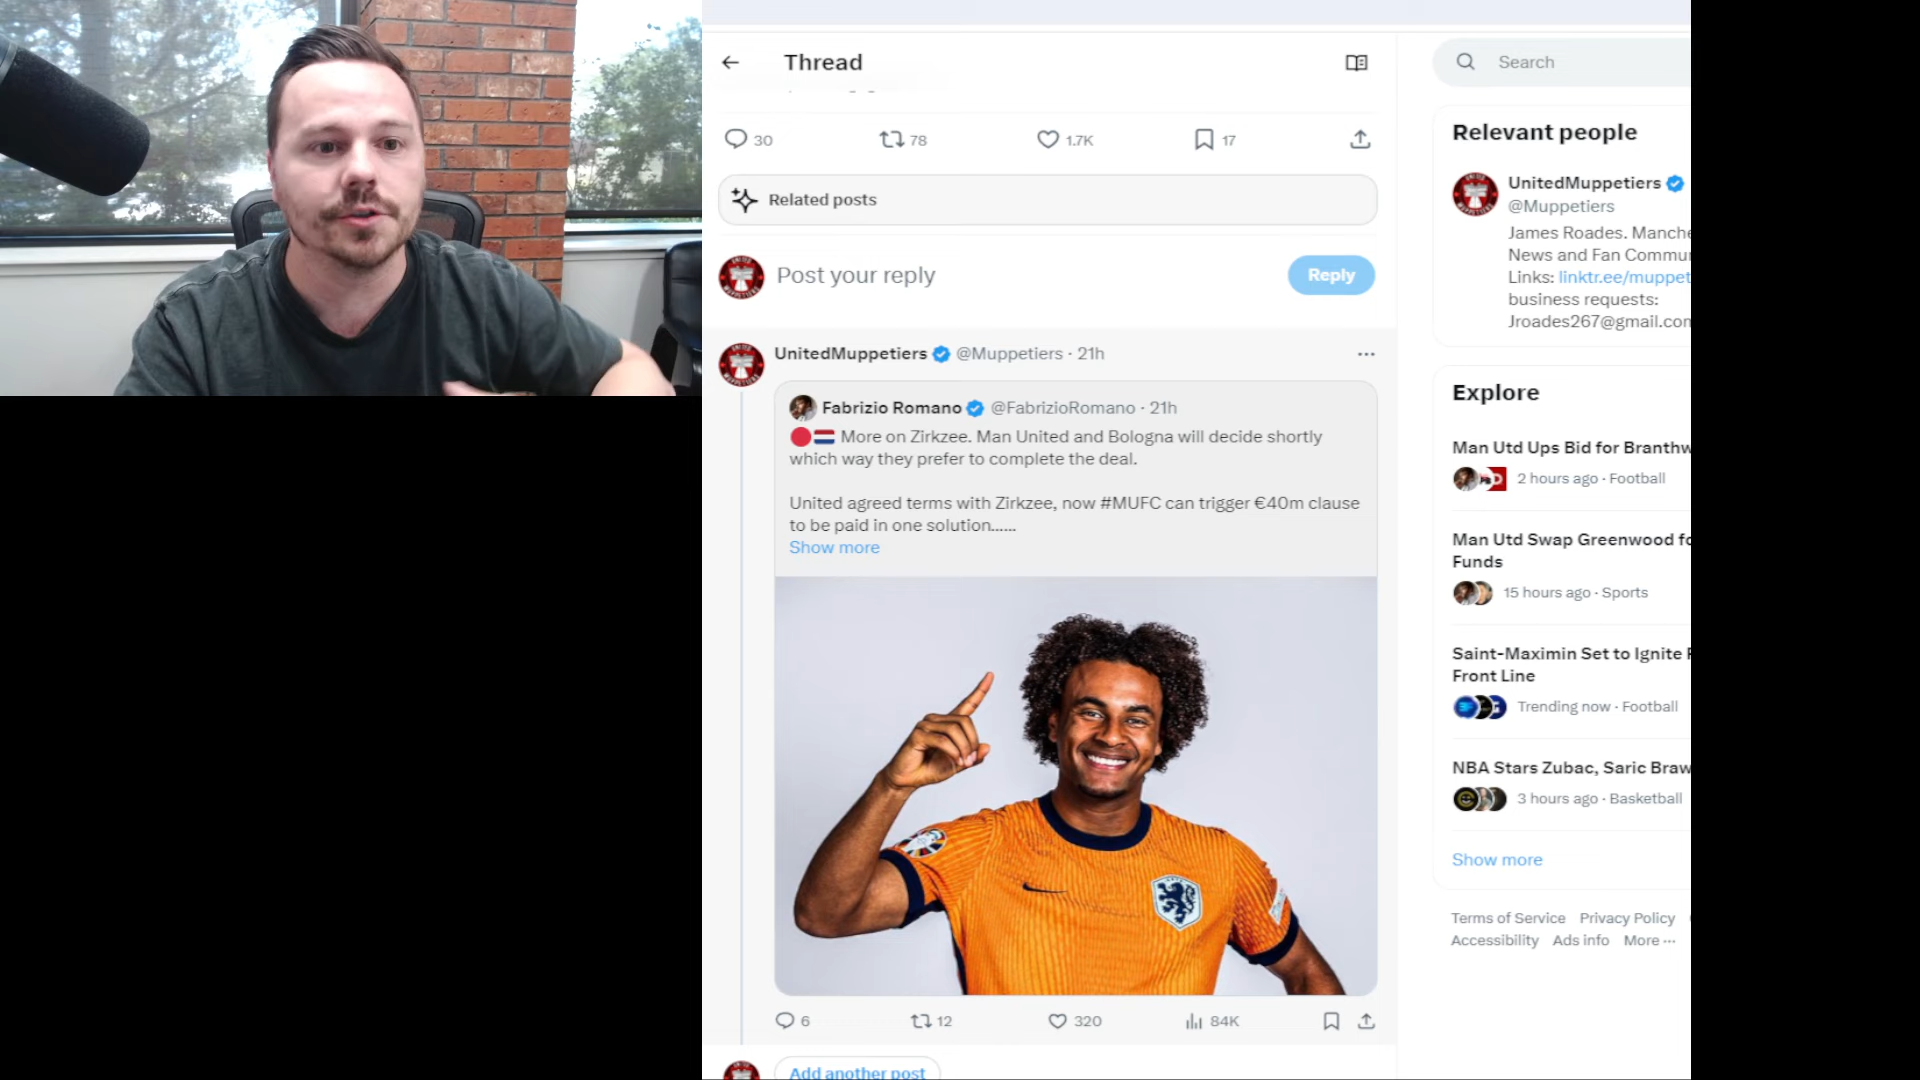 Thread
Search
30
78
1.7K
17
Related posts
Post your reply
Reply
UnitedMuppetiers @Muppetiers · 21h
Fabrizio Romano @FabrizioRomano · 21h
More on Zirkzee. Man United and Bologna will decide shortly
which way they prefer to complete the deal.
United agreed terms with Zirkzee, now #MUFC can trigger €40m clause
to be paid in one solution......
Show more
6
12
320
84K
Add another post
Relevant people
UnitedMuppetiers
@Muppetiers
James Roades. Manche
News and Fan Commu
Links: linktr.ee/muppet
business requests:
Jroades267@gmail.com
Explore
Man Utd Ups Bid for Branthw
2 hours ago · Football
Man Utd Swap Greenwood fo
Funds
15 hours ago · Sports
Saint-Maximin Set to Ignite
Front Line
Trending now · Football
NBA Stars Zubac, Saric Braw
3 hours ago · Basketball
Show more
Terms of Service Privacy Policy
Accessibility Ads info More ···